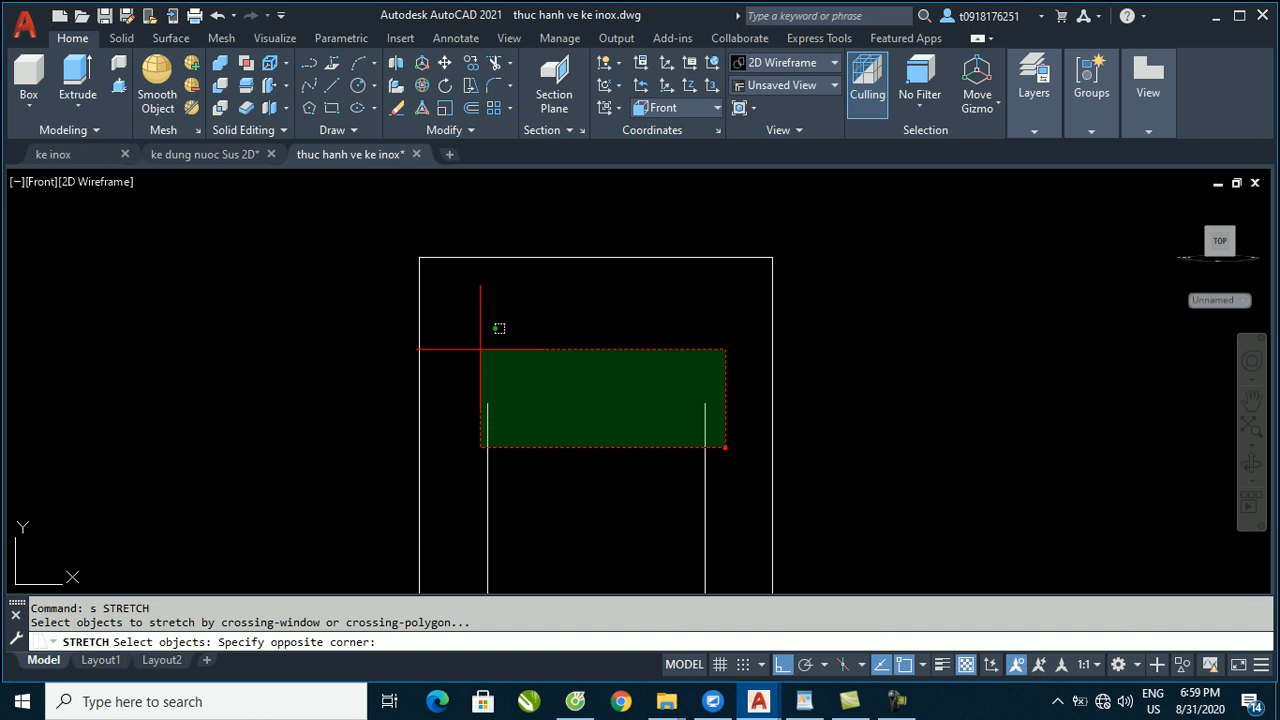 Autodesk AutoCAD 2021 thuc hanh ve ke inox.dwg
Type a keyword or phrase
t0918176251
Home Solid Surface Mesh Visualize Parametric Insert Annotate View Manage Output Add-ins Collaborate Express Tools Featured Apps
Box
Extrude
Smooth Object
Section Plane
Front
2D Wireframe
Unsaved View
Culling
No Filter
Move Gizmo
Layers
Groups
View
Modeling Mesh Solid Editing Draw Modify Section Coordinates View Selection
ke inox ke dung nuoc Sus 2D* thuc hanh ve ke inox*
[−][Front][2D Wireframe]
TOP
Unnamed
Y
X
Command: s STRETCH
Select objects to stretch by crossing-window or crossing-polygon...
STRETCH Select objects: Specify opposite corner:
Model Layout1 Layout2 +
MODEL 1:1
Type here to search
ENG
US
6:59 PM
8/31/2020
14